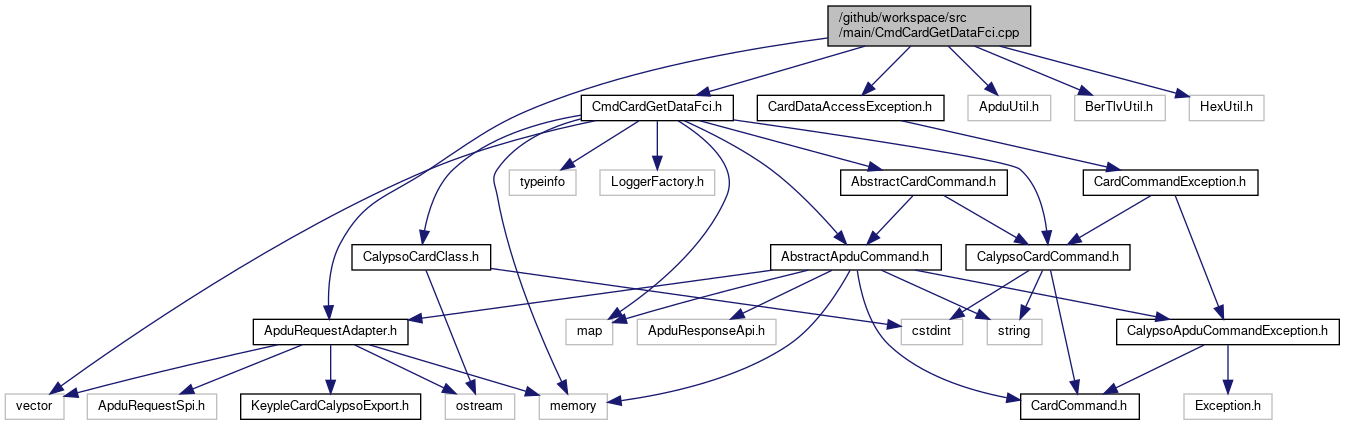 /github/workspace/src
/main/CmdCardGetDataFci.cpp
CmdCardGetDataFci.h
CardDataAccessException.h
ApduUtil.h
BerTlvUtil.h
HexUtil.h
typeinfo
LoggerFactory.h
AbstractCardCommand.h
CardCommandException.h
CalypsoCardClass.h
AbstractApduCommand.h
CalypsoCardCommand.h
ApduRequestAdapter.h
map
ApduResponseApi.h
cstdint
string
CalypsoApduCommandException.h
vector
ApduRequestSpi.h
KeypleCardCalypsoExport.h
ostream
memory
CardCommand.h
Exception.h